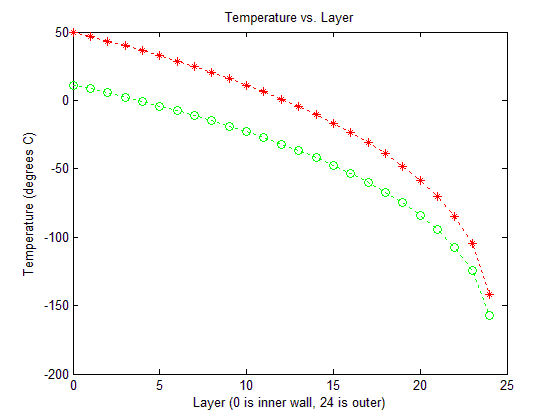 Temperature vs. Layer
50
0
-50
-100
-150
-200
Temperature (degrees C)
0 5 10 15 20 25
Layer (0 is inner wall, 24 is outer)